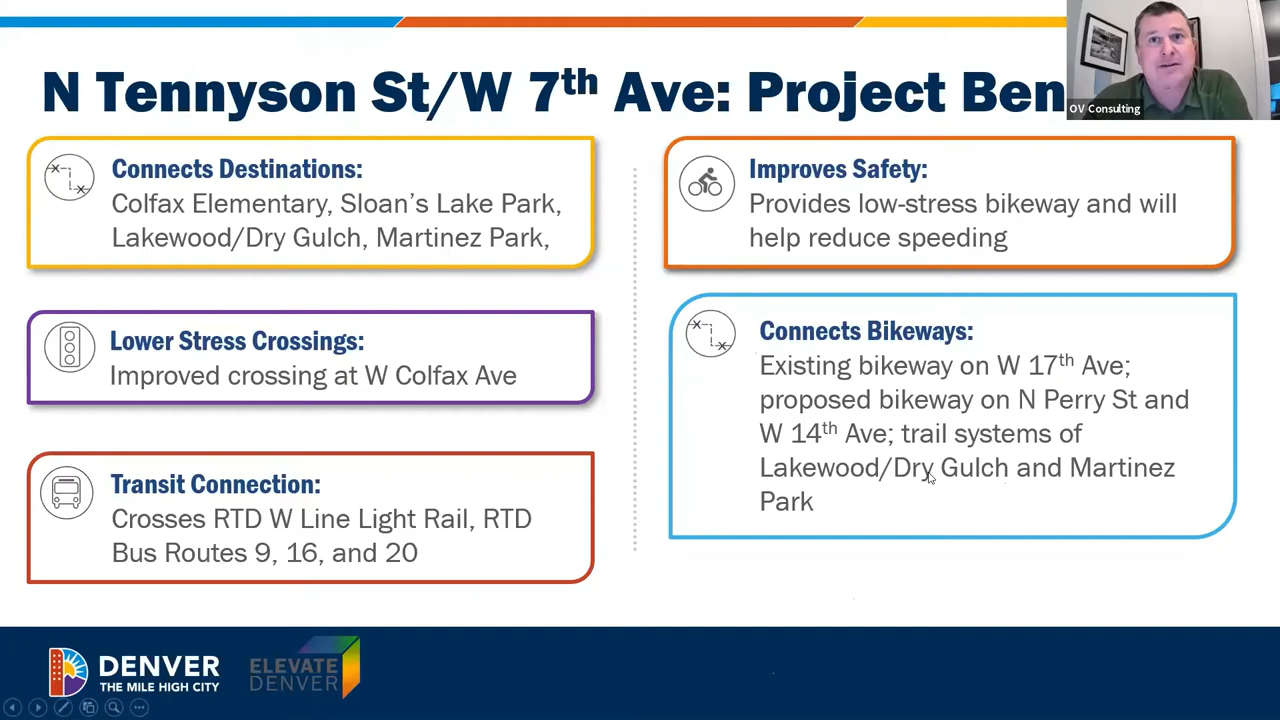 N Tennyson St/W 7th Ave: Project Ben
OV Consulting
Connects Destinations:
Colfax Elementary, Sloan's Lake Park,
Lakewood/Dry Gulch, Martinez Park,
Lower Stress Crossings:
Improved crossing at W Colfax Ave
Transit Connection:
Crosses RTD W Line Light Rail, RTD
Bus Routes 9, 16, and 20
Improves Safety:
Provides low-stress bikeway and will
help reduce speeding
Connects Bikeways:
Existing bikeway on W 17th Ave;
proposed bikeway on N Perry St and
W 14th Ave; trail systems of
Lakewood/Dry Gulch and Martinez
Park
DENVER
THE MILE HIGH CITY
ELEVATE
DENVER